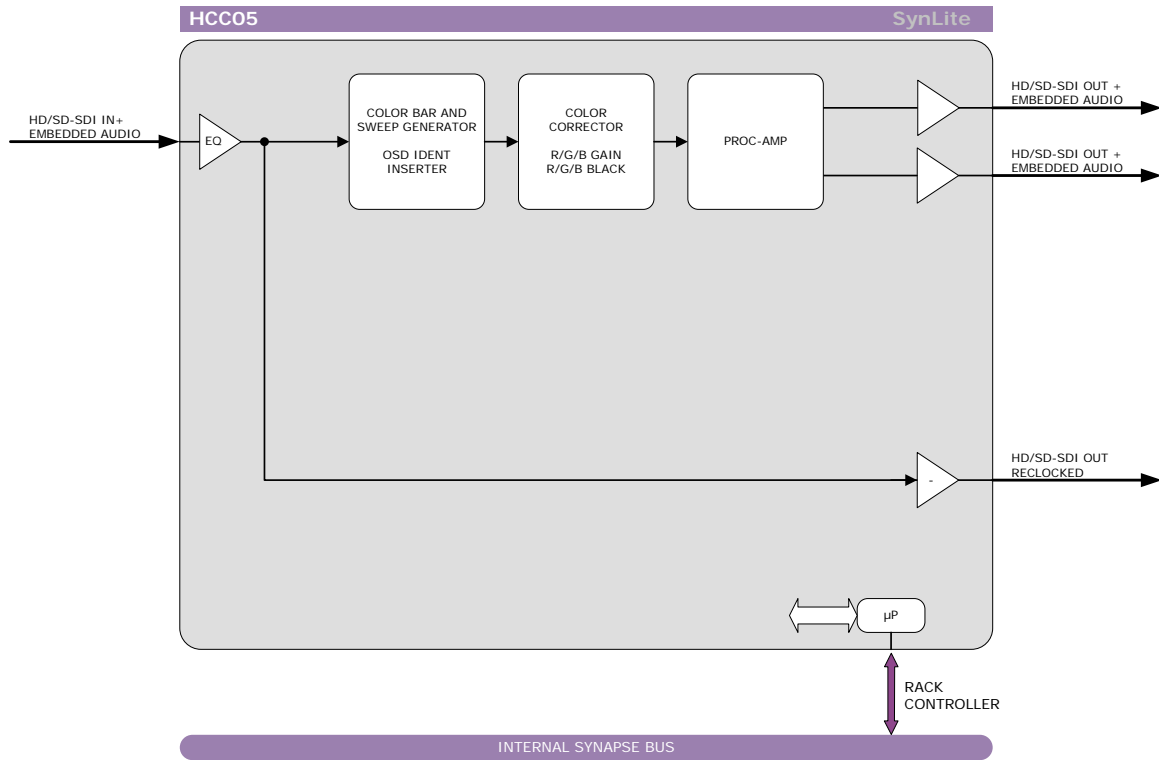 HCC05
SynLite
HD/SD-SDI IN+
EMBEDDED AUDIO
EQ
COLOR BAR AND
SWEEP GENERATOR
OSD IDENT
INSERTER
COLOR
CORRECTOR
R/G/B GAIN
R/G/B BLACK
PROC-AMP
HD/SD-SDI OUT +
EMBEDDED AUDIO
HD/SD-SDI OUT +
EMBEDDED AUDIO
-
HD/SD-SDI OUT
RECLOCKED
µP
RACK
CONTROLLER
INTERNAL SYNAPSE BUS